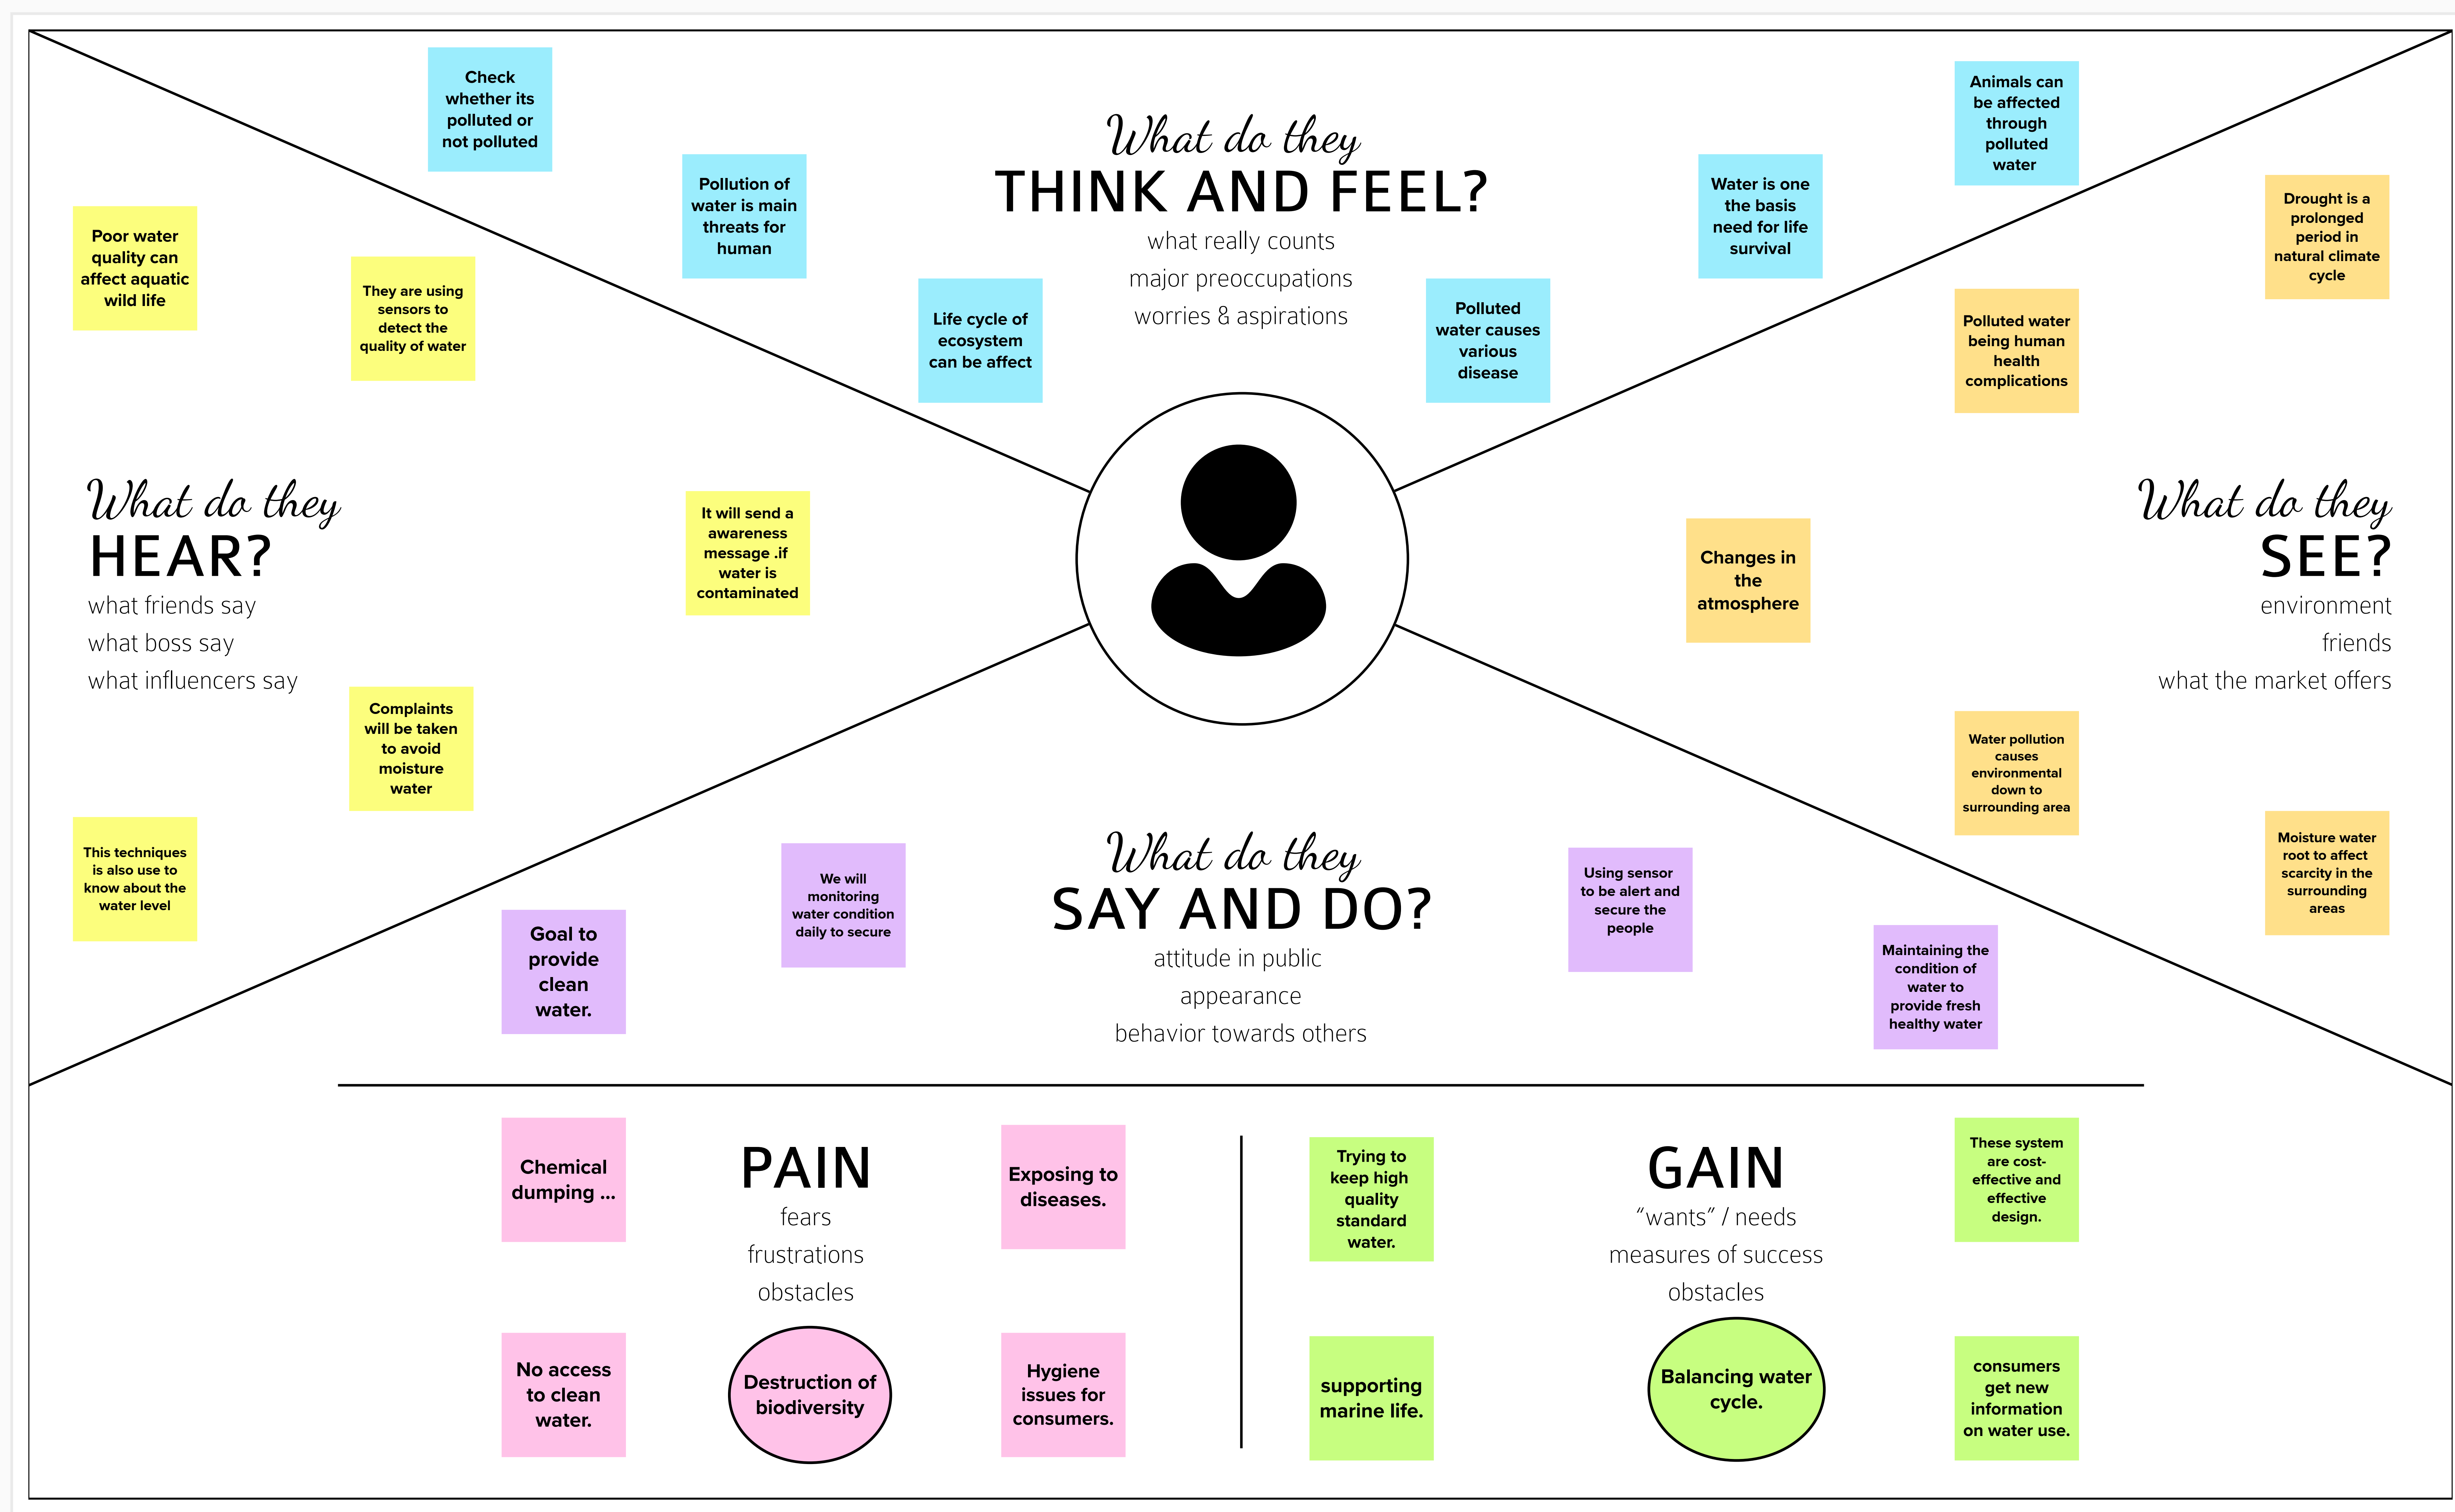 What do they
THINK AND FEEL?
what really counts
major preoccupations
worries & aspirations
Check
whether its
polluted or
not polluted
Pollution of
water is main
threats for
human
Life cycle of
ecosystem
can be affect
Polluted
water causes
various
disease
Water is one
the basis
need for life
survival
Animals can
be affected
through
polluted
water
What do they
HEAR?
what friends say
what boss say
what influencers say
Poor water
quality can
affect aquatic
wild life
They are using
sensors to
detect the
quality of water
It will send a
awareness
message .if
water is
contaminated
Complaints
will be taken
to avoid
moisture
water
This techniques
is also use to
know about the
water level
What do they
SEE?
environment
friends
what the market offers
Drought is a
prolonged
period in
natural climate
cycle
Polluted water
being human
health
complications
Changes in
the
atmosphere
Water pollution
causes
environmental
down to
surrounding area
Moisture water
root to affect
scarcity in the
surrounding
areas
What do they
SAY AND DO?
attitude in public
appearance
behavior towards others
Goal to
provide
clean
water.
We will
monitoring
water condition
daily to secure
Using sensor
to be alert and
secure the
people
Maintaining the
condition of
water to
provide fresh
healthy water
PAIN
fears
frustrations
obstacles
Chemical
dumping ...
Exposing to
diseases.
No access
to clean
water.
Destruction of
biodiversity
Hygiene
issues for
consumers.
GAIN
“wants” / needs
measures of success
obstacles
Trying to
keep high
quality
standard
water.
These system
are cost-
effective and
effective
design.
supporting
marine life.
Balancing water
cycle.
consumers
get new
information
on water use.